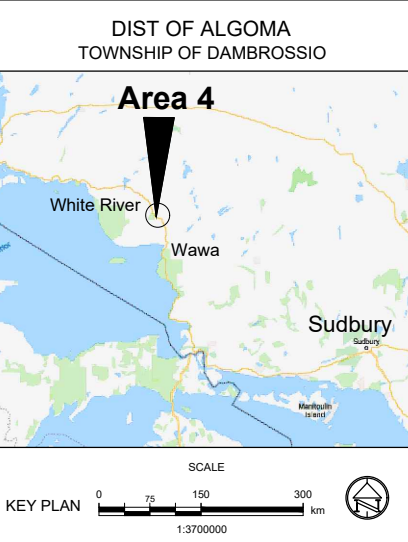 DIST OF ALGOMA
TOWNSHIP OF DAMBROSSIO
Area 4
White River
Wawa
Sudbury
Sudbury
Manitoulin
Island
SCALE
KEY PLAN
0 75 150 300
km
1:3700000
N